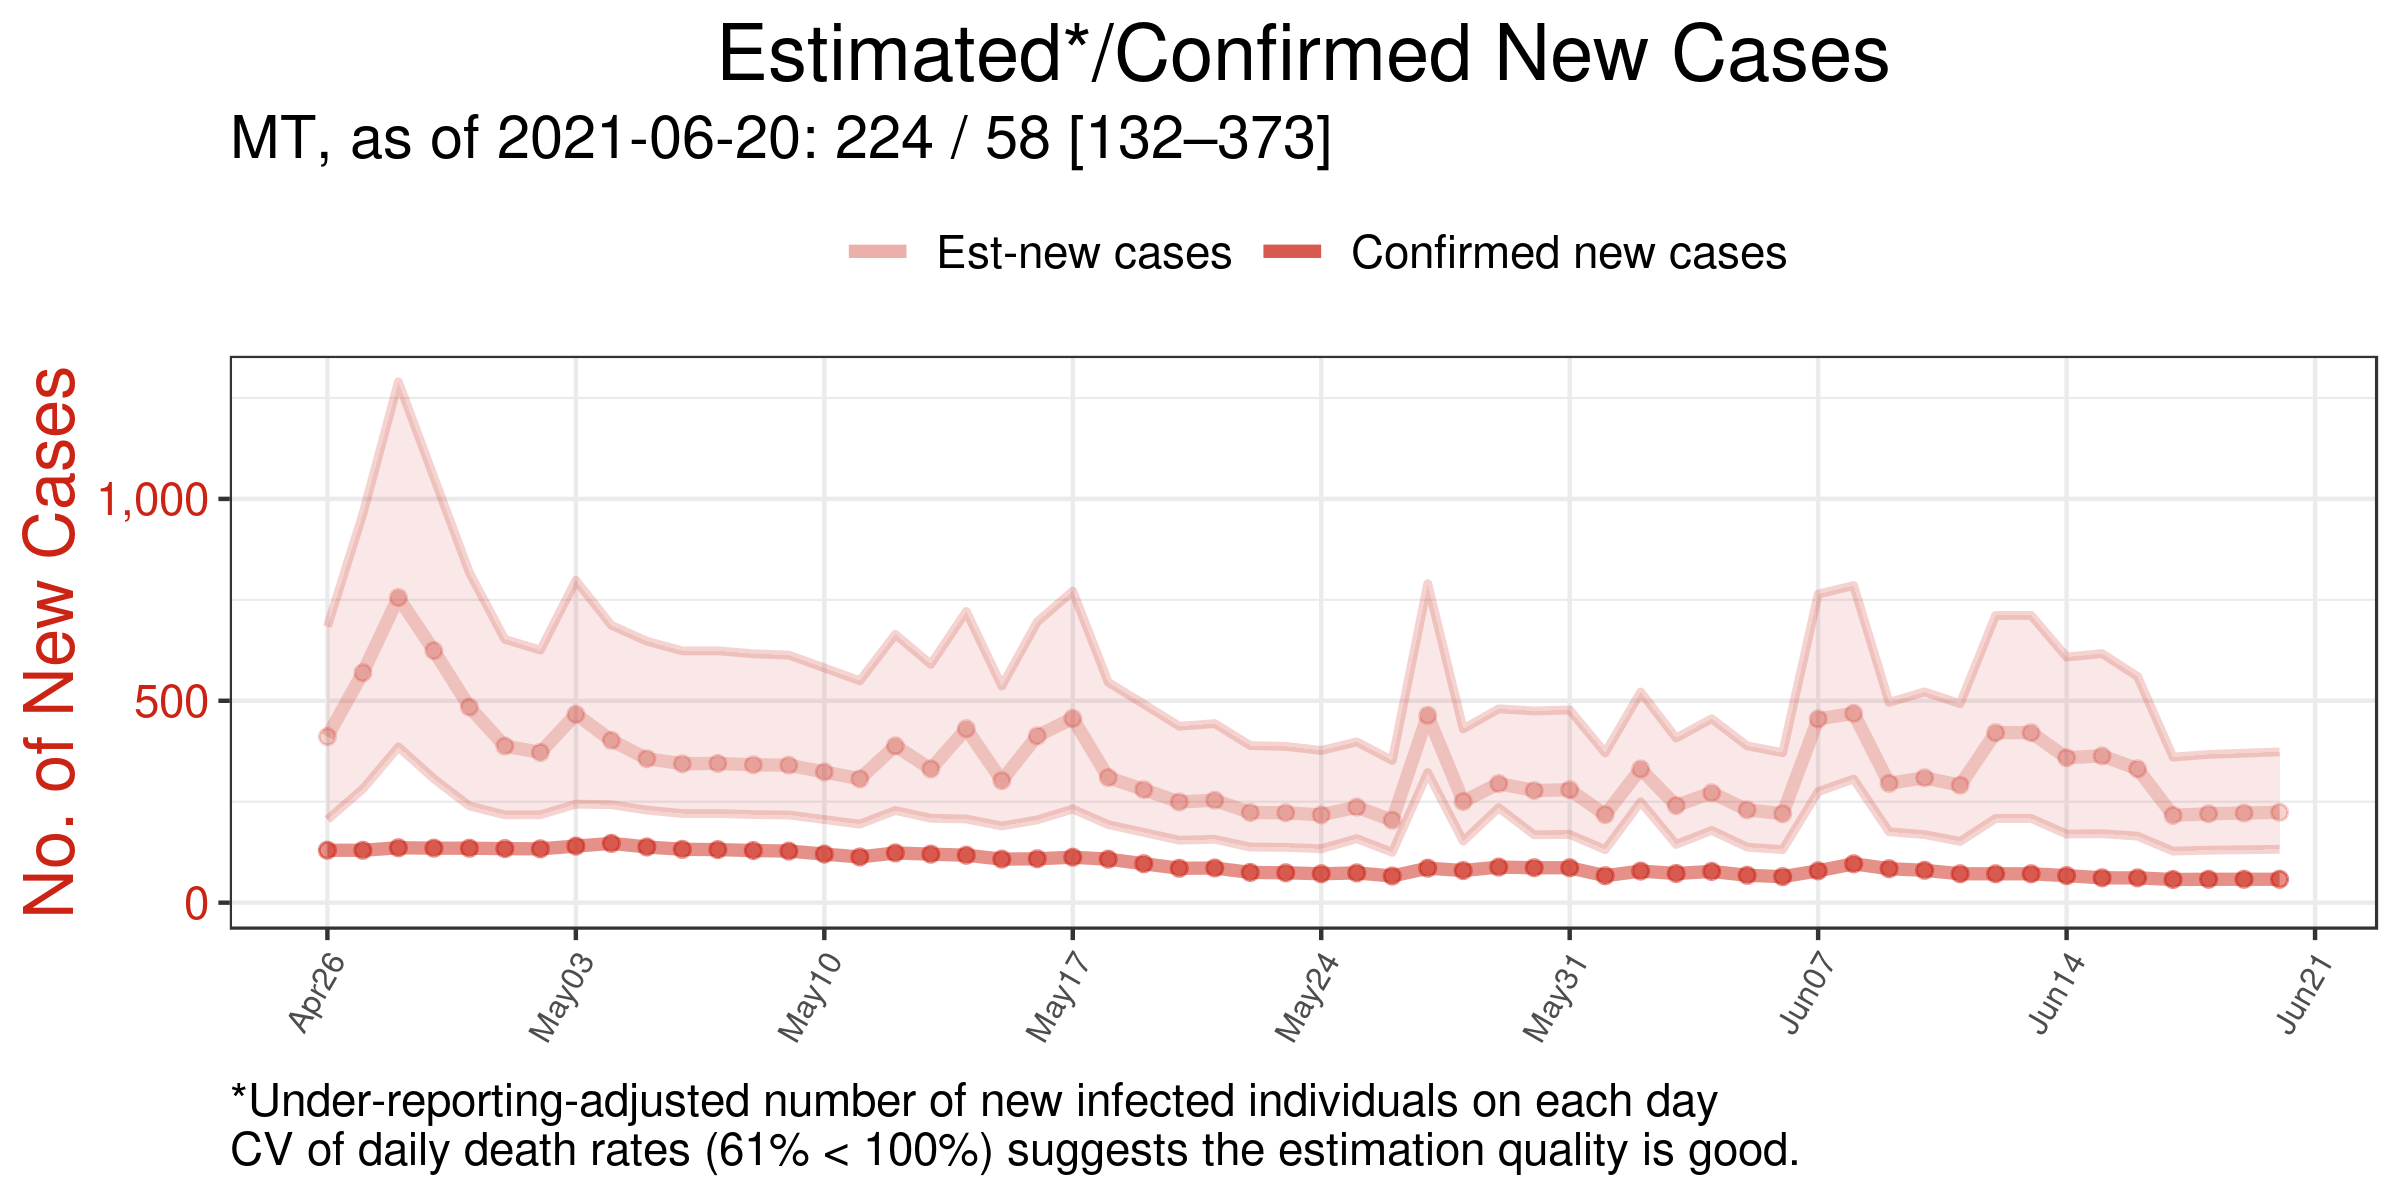 Estimated*/Confirmed New Cases
MT, as of 2021-06-20: 224 / 58 [132–373]
Est-new cases
Confirmed new cases
No. of New Cases
1,000
500
0
Apr26
May03
May10
May17
May24
May31
Jun07
Jun14
Jun21
*Under-reporting-adjusted number of new infected individuals on each day
CV of daily death rates (61% < 100%) suggests the estimation quality is good.